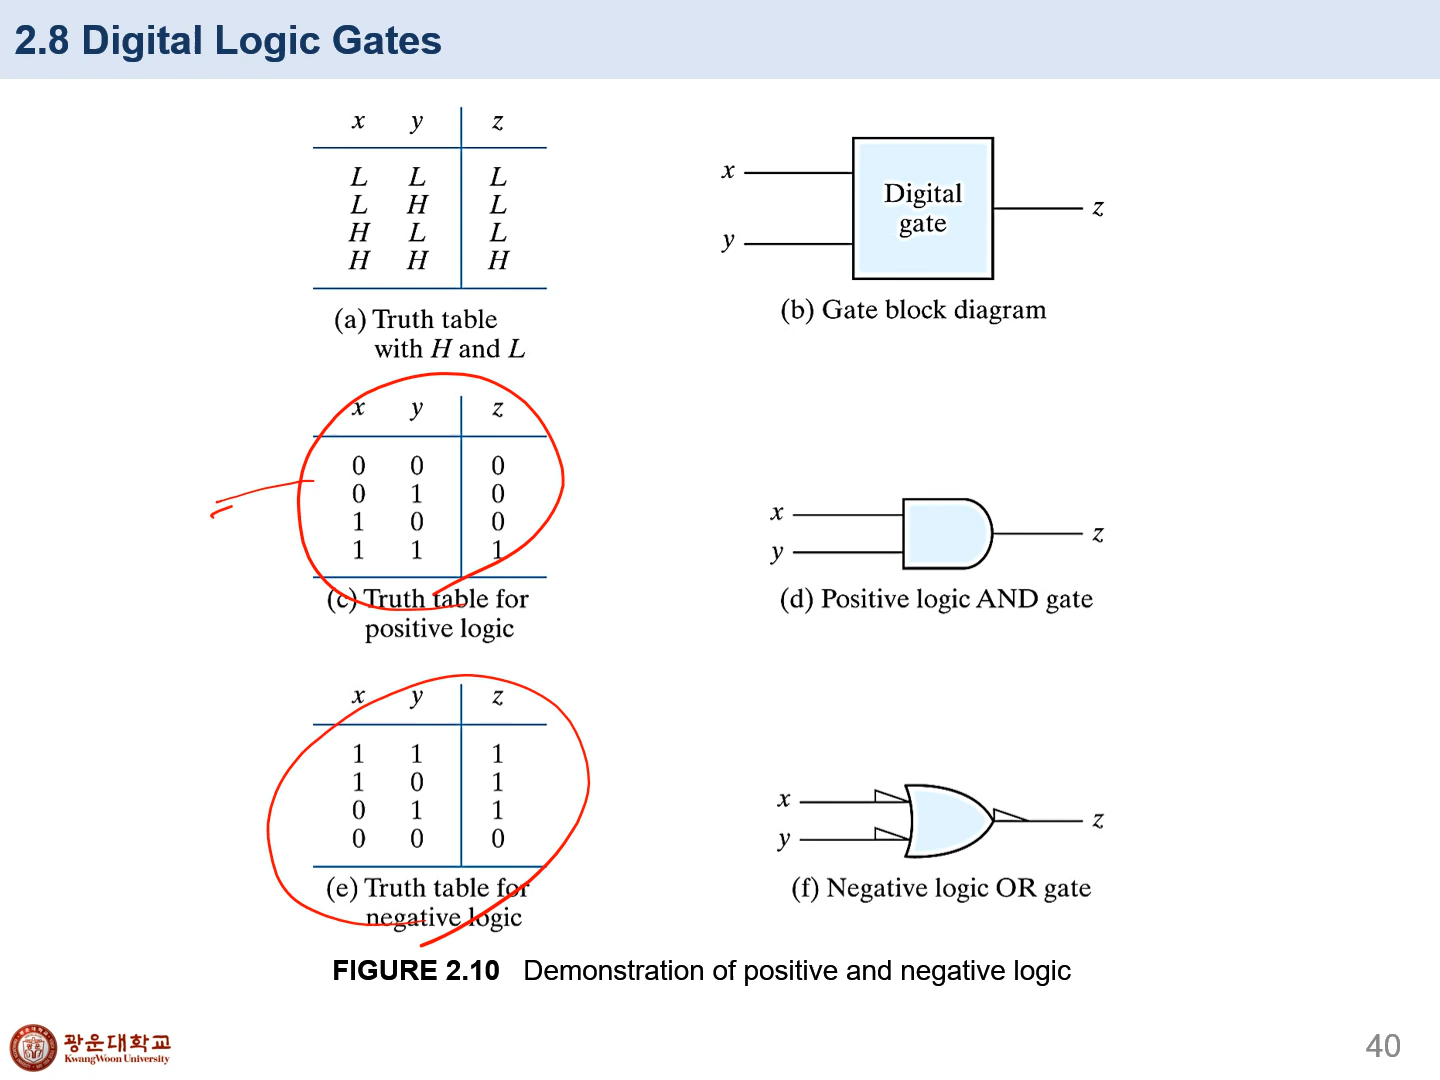 2.8 Digital Logic Gates
x y z
L L L
L H L
H L L
H H H
(a) Truth table
with H and L
x
y
Digital
gate
z
(b) Gate block diagram
x y z
0 0 0
0 1 0
1 0 0
1 1 1
(c) Truth table for
positive logic
x
y
z
(d) Positive logic AND gate
x y z
1 1 1
1 0 1
0 1 1
0 0 0
(e) Truth table for
negative logic
x
y
z
(f) Negative logic OR gate
FIGURE 2.10 Demonstration of positive and negative logic
광운대학교
KwangWoon University
40